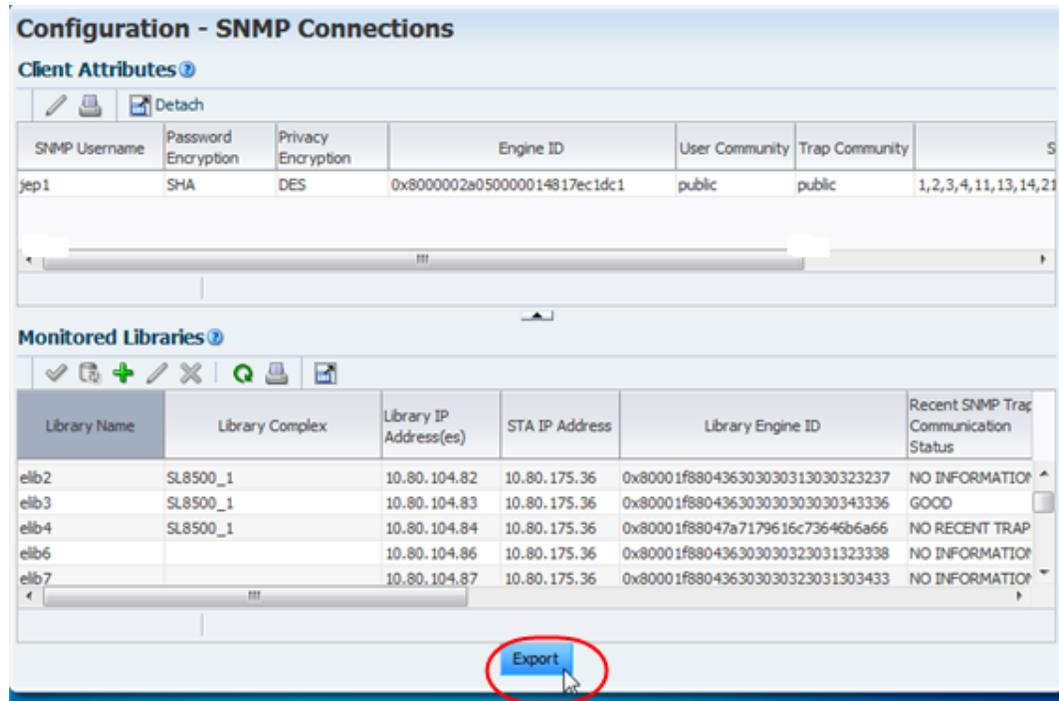 Configuration - SNMP Connections
Client Attributes
Detach
SNMP Username Password Encryption Privacy Encryption Engine ID User Community Trap Community S
jep1 SHA DES 0x8000002a050000014817ec1dc1 public public 1,2,3,4,11,13,14,21
Monitored Libraries
Library Name Library Complex Library IP Address(es) STA IP Address Library Engine ID Recent SNMP Trap Communication Status
elib2 SL8500_1 10.80.104.82 10.80.175.36 0x80001f8804363030303130303 23237 NO INFORMATION
elib3 SL8500_1 10.80.104.83 10.80.175.36 0x80001f880436303030303030343336 GOOD
elib4 SL8500_1 10.80.104.84 10.80.175.36 0x80001f88047a7179616c73646b6a66 NO RECENT TRAP
elib6 10.80.104.86 10.80.175.36 0x80001f880436303030323031323338 NO INFORMATION
elib7 10.80.104.87 10.80.175.36 0x80001f880436303030323031303433 NO INFORMATION
Export